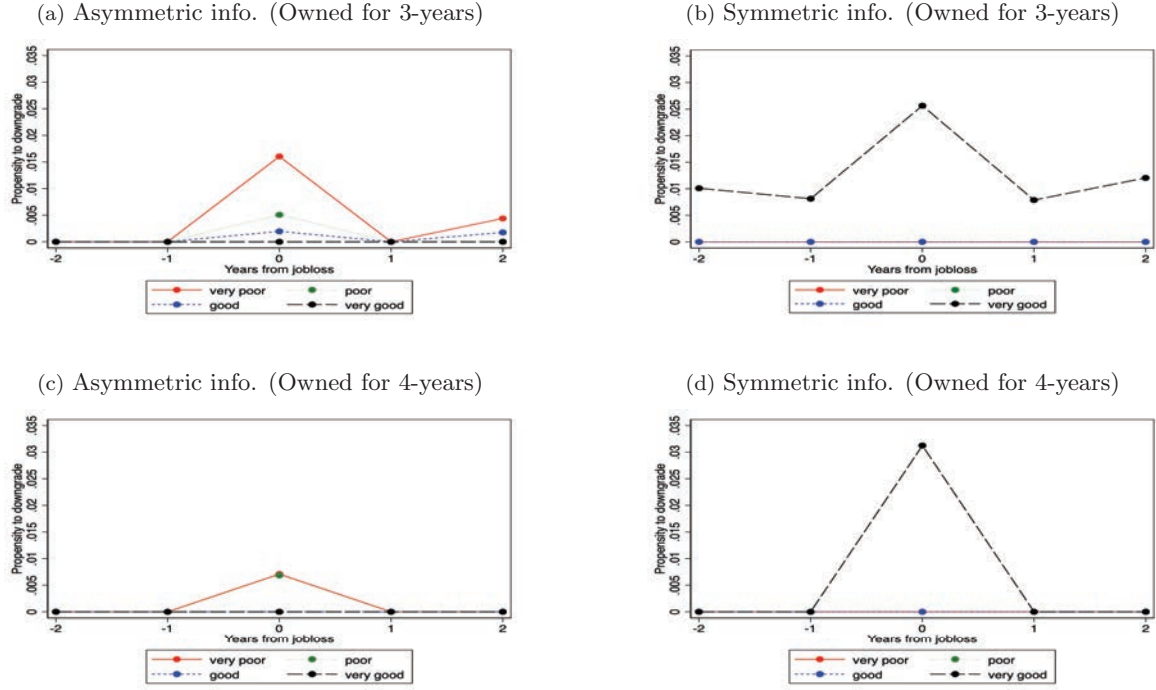 (a) Asymmetric info. (Owned for 3-years)
Propensity to downgrade
0 .005 .01 .015 .02 .025 .03 .035
-2 -1 0 1 2
Years from jobloss
very poor poor
good very good
(b) Symmetric info. (Owned for 3-years)
Propensity to downgrade
0 .005 .01 .015 .02 .025 .03 .035
-2 -1 0 1 2
Years from jobloss
very poor poor
good very good
(c) Asymmetric info. (Owned for 4-years)
Propensity to downgrade
0 .005 .01 .015 .02 .025 .03 .035
-2 -1 0 1 2
Years from jobloss
very poor poor
good very good
(d) Symmetric info. (Owned for 4-years)
Propensity to downgrade
0 .005 .01 .015 .02 .025 .03 .035
-2 -1 0 1 2
Years from jobloss
very poor poor
good very good